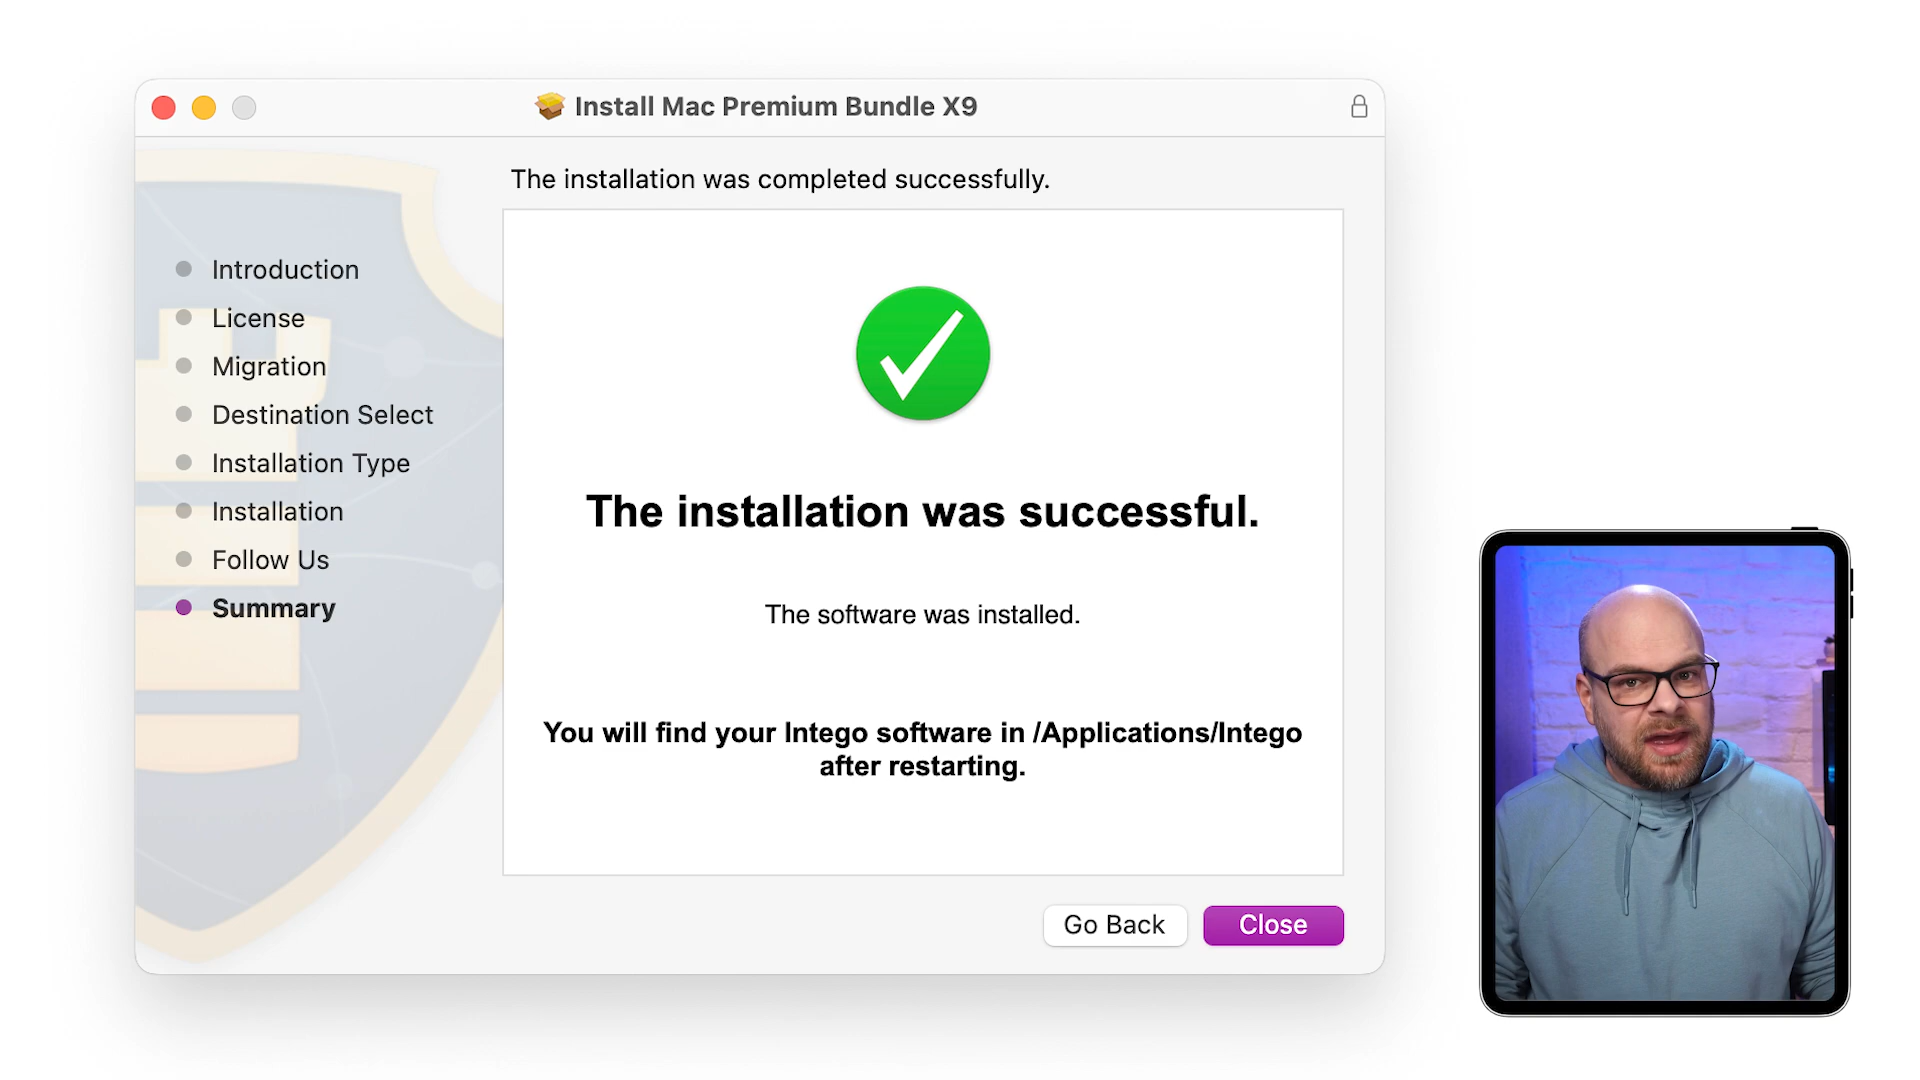 Install Mac Premium Bundle X9
The installation was completed successfully.
Introduction
License
Migration
Destination Select
Installation Type
Installation
Follow Us
Summary
The installation was successful.
The software was installed.
You will find your Intego software in /Applications/Intego
after restarting.
Go Back
Close